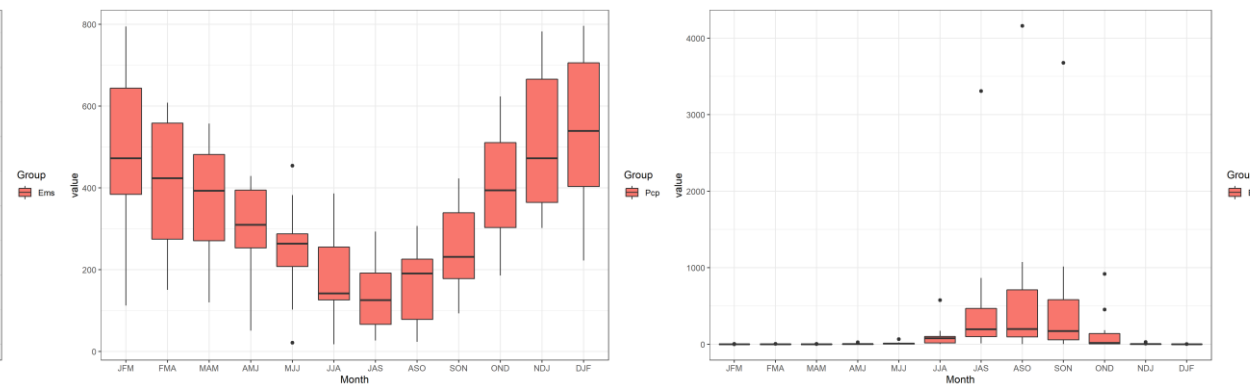 Group
Ems
value
800
600
400
200
0
JFM FMA MAM AMJ MJJ JJA JAS ASO SON OND NDJ DJF
Month
Group
Pcp
value
4000
3000
2000
1000
0
JFM FMA MAM AMJ MJJ JJA JAS ASO SON OND NDJ DJF
Month
Grou